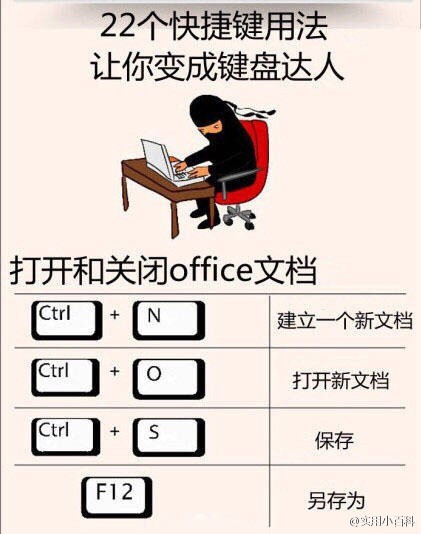 22个快捷键用法
让你变成键盘达人
打开和关闭office文档
Ctrl + N 建立一个新文档
Ctrl + O 打开新文档
Ctrl + S 保存
F12 另存为
@实用小百科